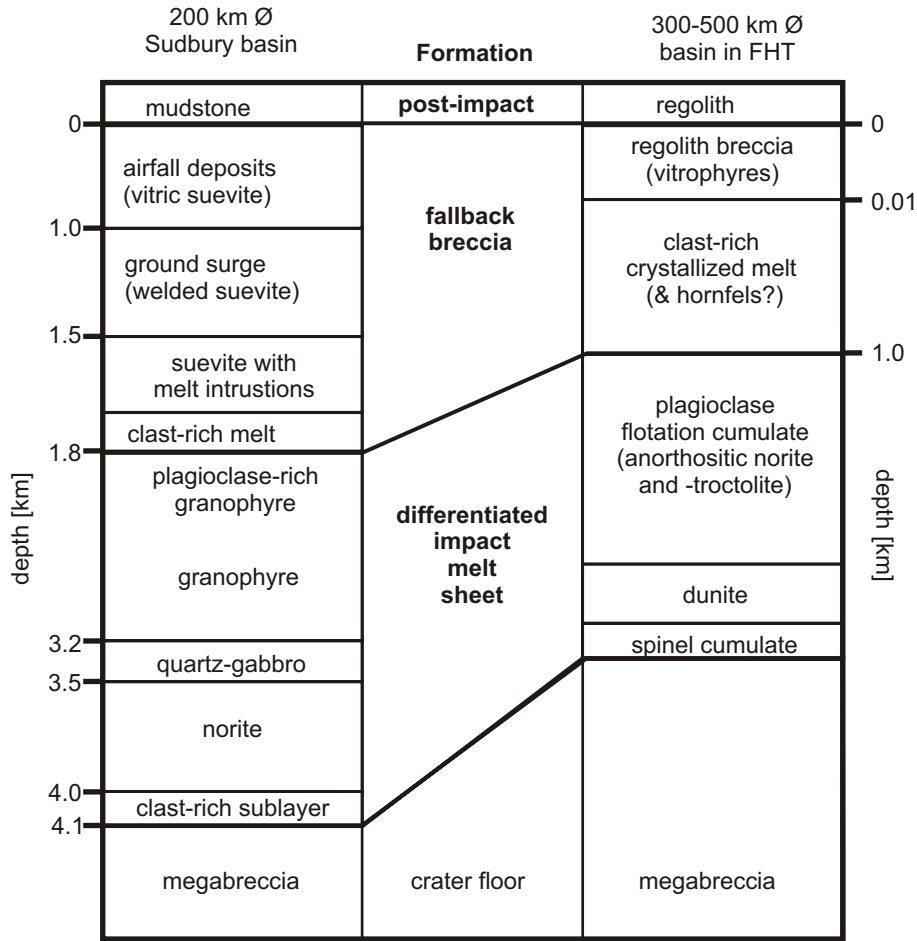 200 km Ø
Sudbury basin
Formation
300-500 km Ø
basin in FHT
mudstone
post-impact
regolith
0
0
airfall deposits
(vitric suevite)
1.0
ground surge
(welded suevite)
1.5
suevite with
melt intrustions
clast-rich melt
1.8
plagioclase-rich
granophyre
granophyre
3.2
quartz-gabbro
3.5
norite
4.0
clast-rich sublayer
4.1
megabreccia
depth [km]
fallback
breccia
differentiated
impact
melt
sheet
crater floor
regolith breccia
(vitrophyres)
0.01
clast-rich
crystallized melt
(& hornfels?)
1.0
plagioclase
flotation cumulate
(anorthositic norite
and -troctolite)
dunite
spinel cumulate
megabreccia
depth [km]